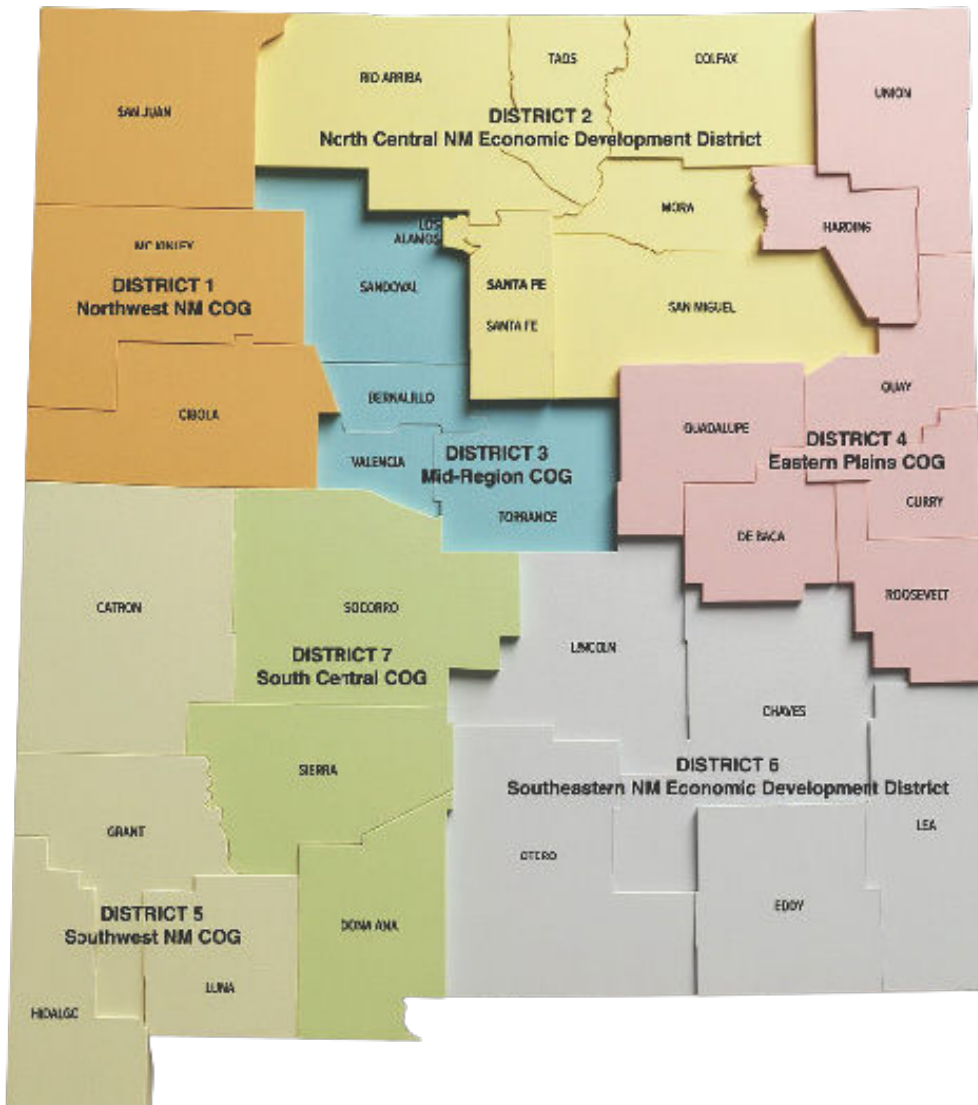 RIO ARRIBA
TAOS
COLFAX
UNION
SAN JUAN
DISTRICT 2
North Central NM Economic Development District
MORA
HARDING
LOS
ALAMOS
MCKINLEY
DISTRICT 1
Northwest NM COG
SANDOVAL
SANTA FE
SANTA FE
SAN MIGUEL
BERNALILLO
QUAY
CIBOLA
GUADALUPE
DISTRICT 4
Eastern Plains COG
VALENCIA
DISTRICT 3
Mid-Region COG
TORRANCE
CURRY
DE BACA
ROOSEVELT
CATRON
SOCORRO
LINCOLN
DISTRICT 7
South Central COG
CHAVES
SIERRA
DISTRICT 6
Southeastern NM Economic Development District
GRANT
OTERO
LEA
EDDY
DISTRICT 5
Southwest NM COG
DONA ANA
LUNA
HIDALGO